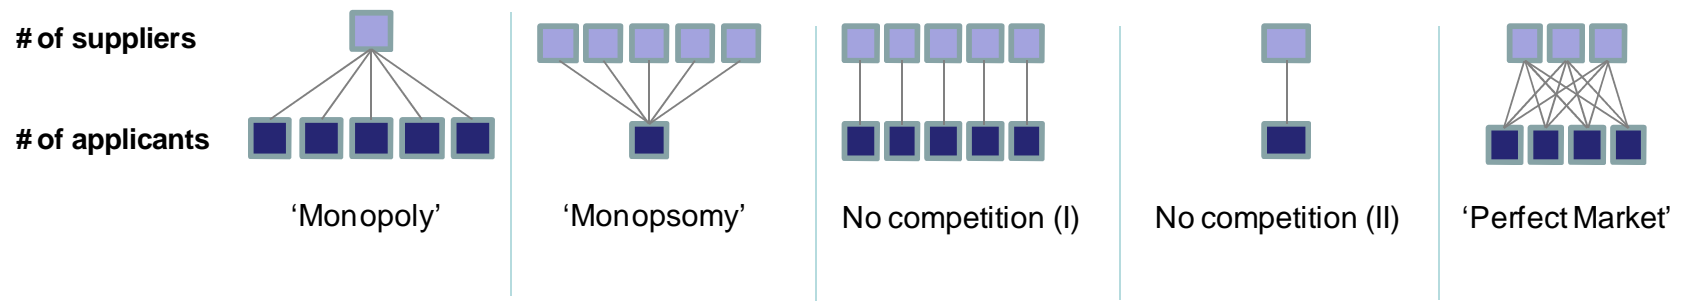 # of suppliers
# of applicants
‘Monopoly’
‘Monopsomy’
No competition (I)
No competition (II)
‘Perfect Market’